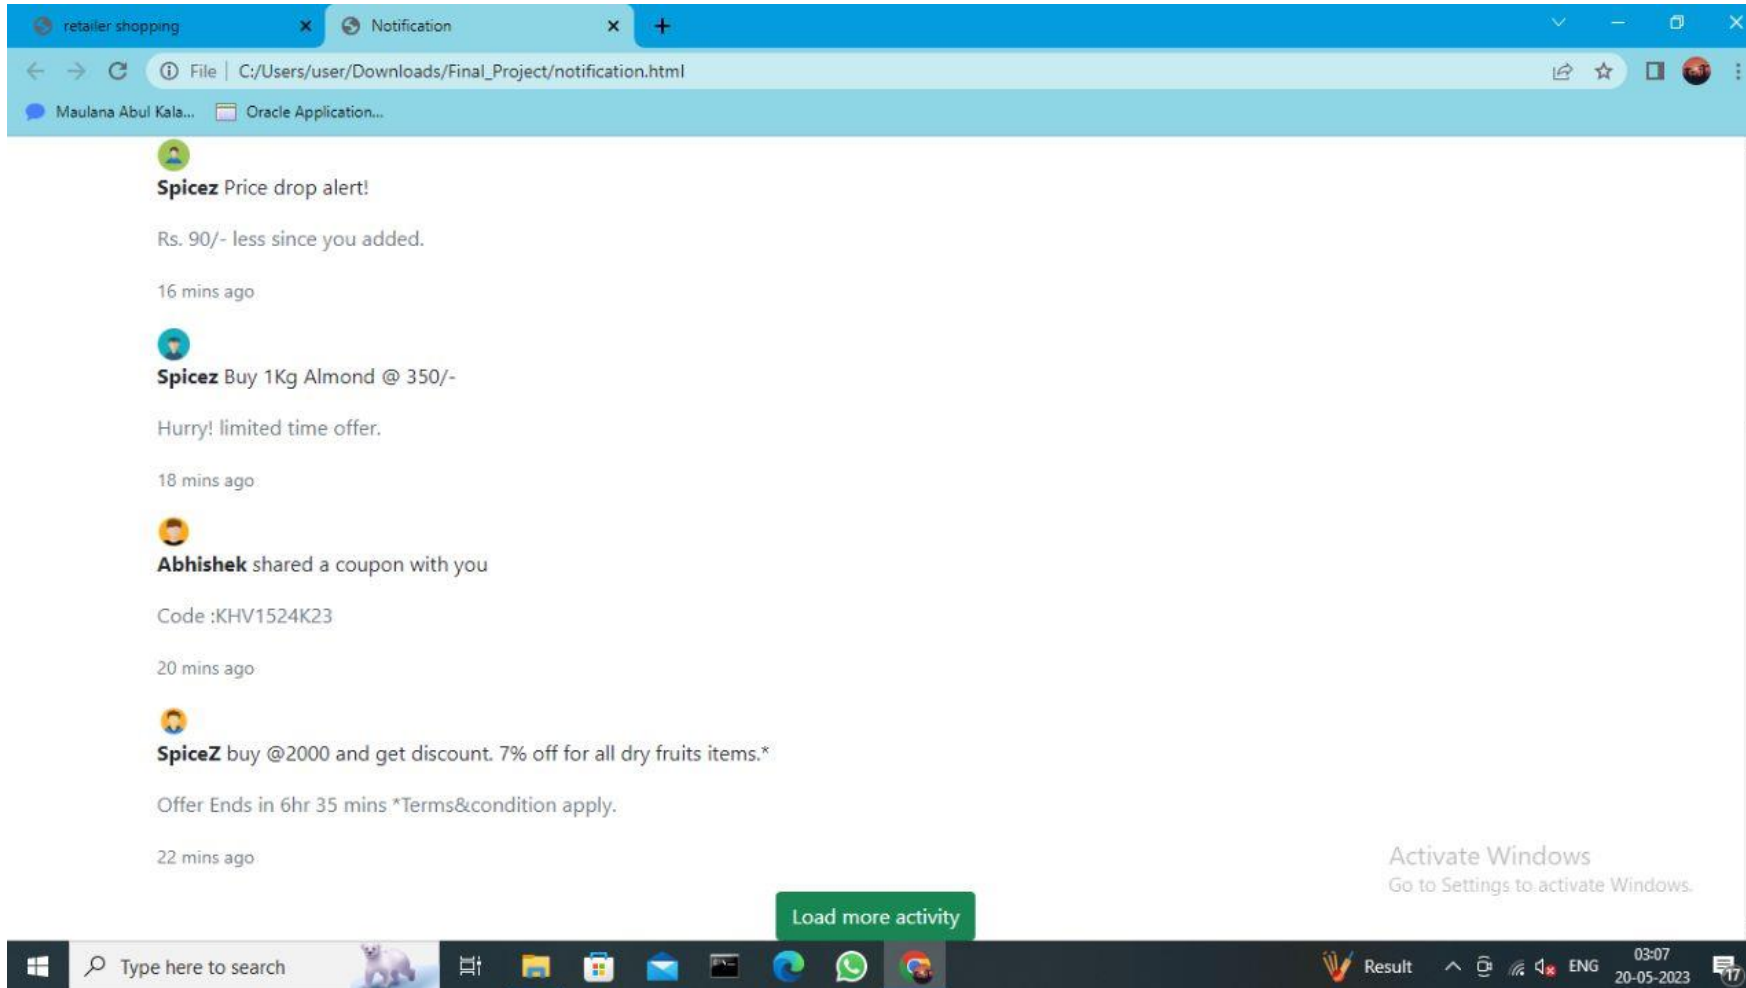 retailer shopping
Notification
File | C:/Users/user/Downloads/Final_Project/notification.html
Maulana Abul Kala...
Oracle Application...
Spicez Price drop alert!
Rs. 90/- less since you added.
16 mins ago
Spicez Buy 1Kg Almond @ 350/-
Hurry! limited time offer.
18 mins ago
Abhishek shared a coupon with you
Code :KHV1524K23
20 mins ago
SpiceZ buy @2000 and get discount. 7% off for all dry fruits items.*
Offer Ends in 6hr 35 mins *Terms&condition apply.
22 mins ago
Activate Windows
Go to Settings to activate Windows.
Load more activity
Type here to search
Result
ENG
03:07
20-05-2023
17